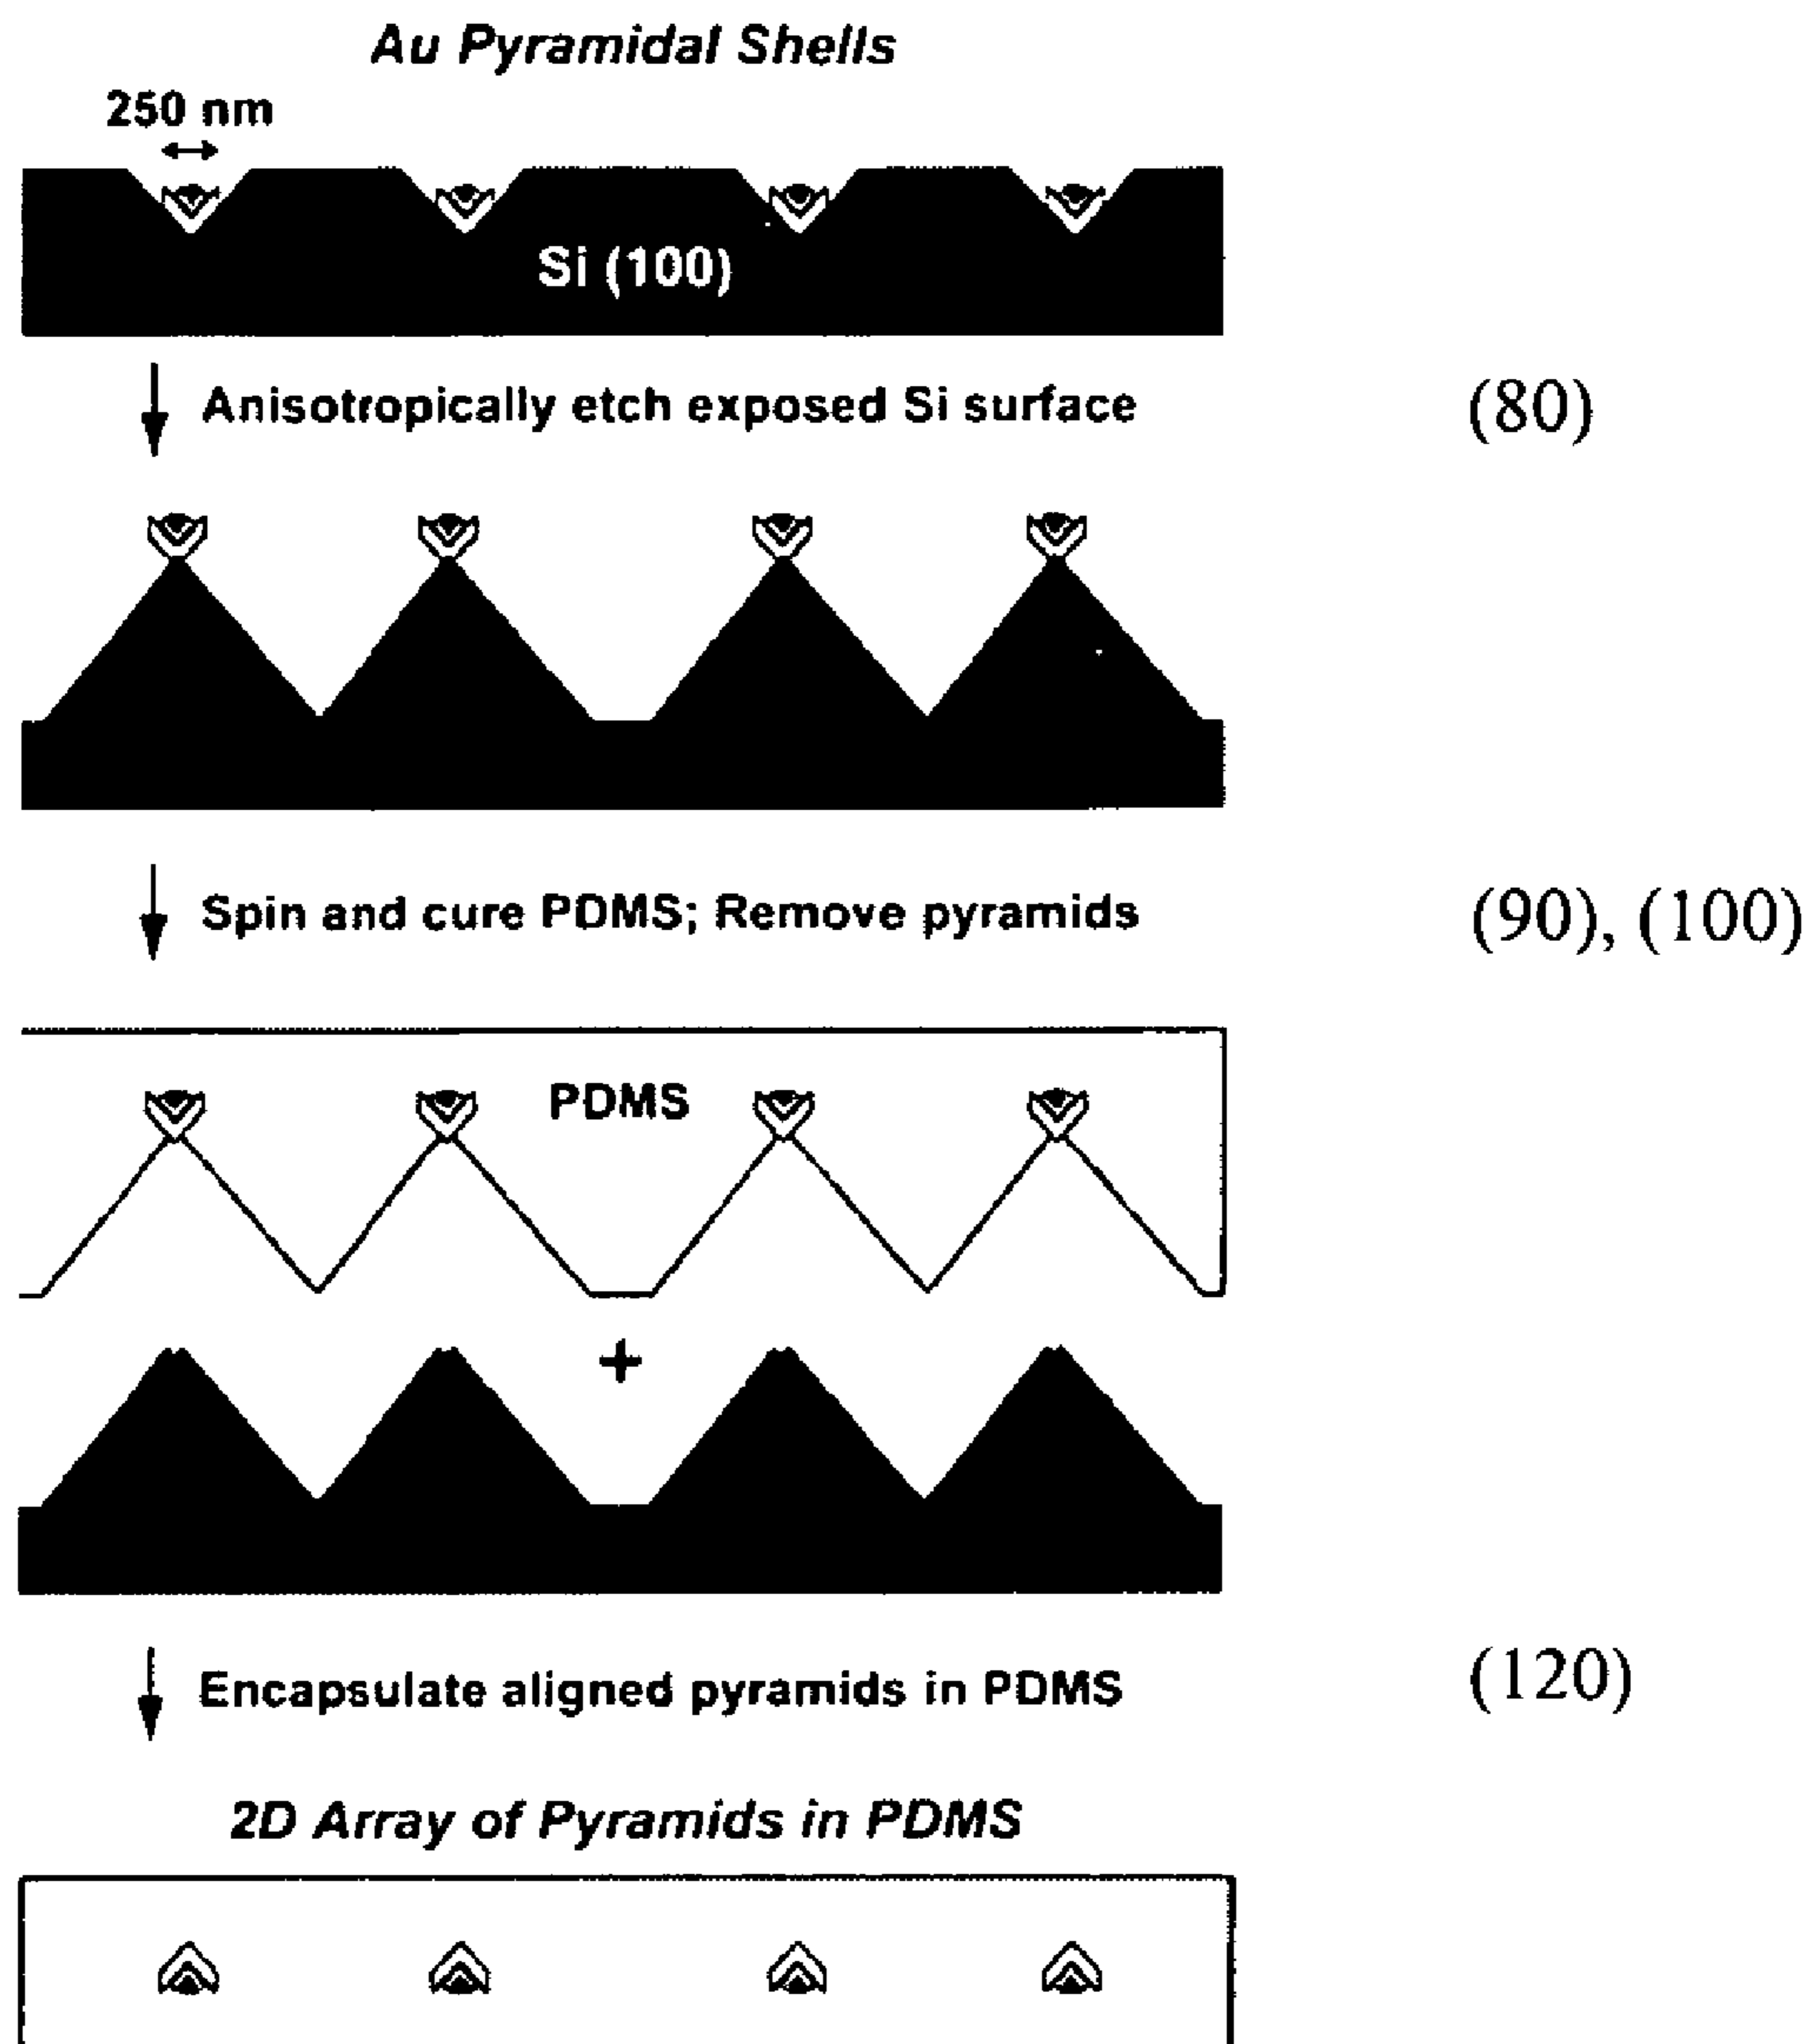 Au Pyramidal Shells
250 nm
Si (100)
Anisotropically etch exposed Si surface (80)
Spin and cure PDMS; Remove pyramids (90), (100)
PDMS
+
Encapsulate aligned pyramids in PDMS (120)
2D Array of Pyramids in PDMS